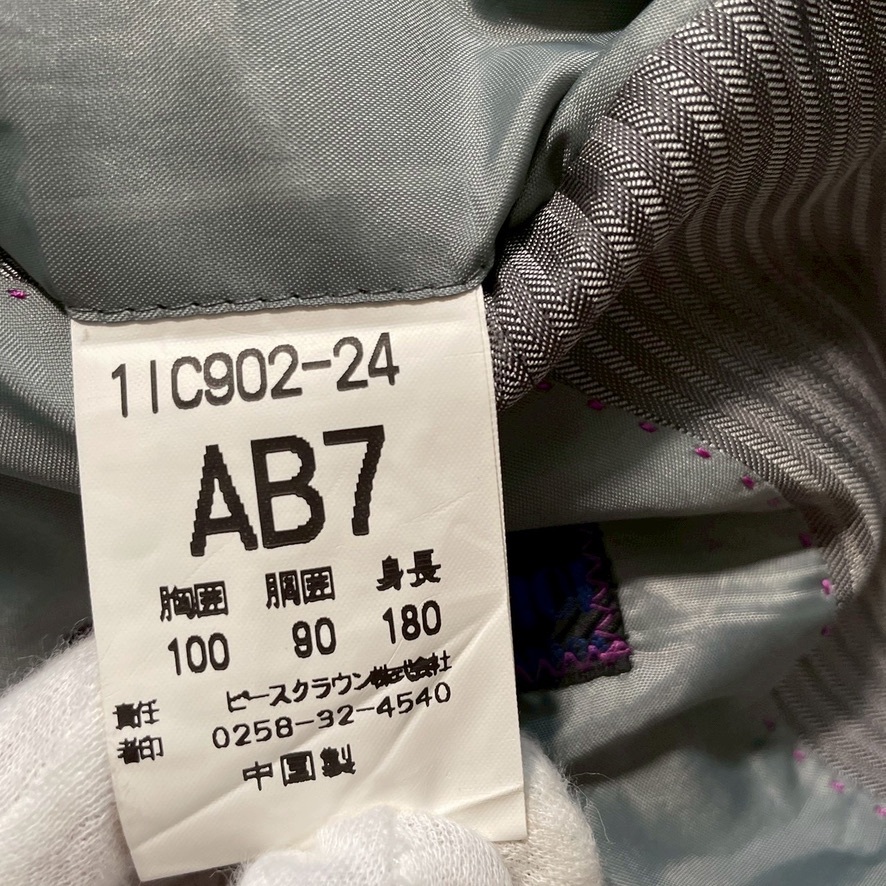 11C902-24
AB7
胸囲 胴囲 身長
100 90 180
責任 ピースクラウン株式会社
者印 0258-32-4540
中国製